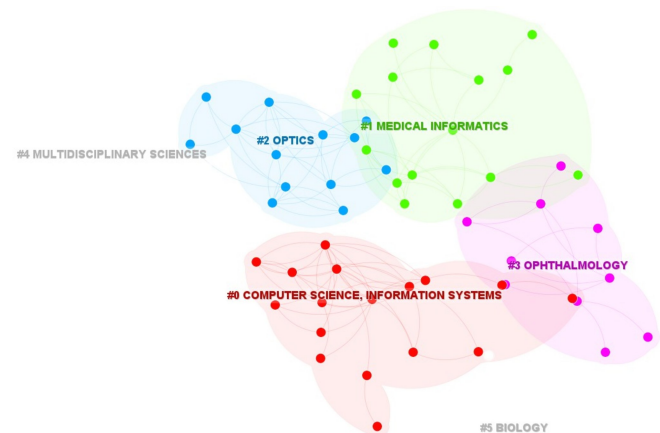 #1 MEDICAL INFORMATICS
#2 OPTICS
#4 MULTIDISCIPLINARY SCIENCES
#3 OPHTHALMOLOGY
#0 COMPUTER SCIENCE, INFORMATION SYSTEMS
#5 BIOLOGY